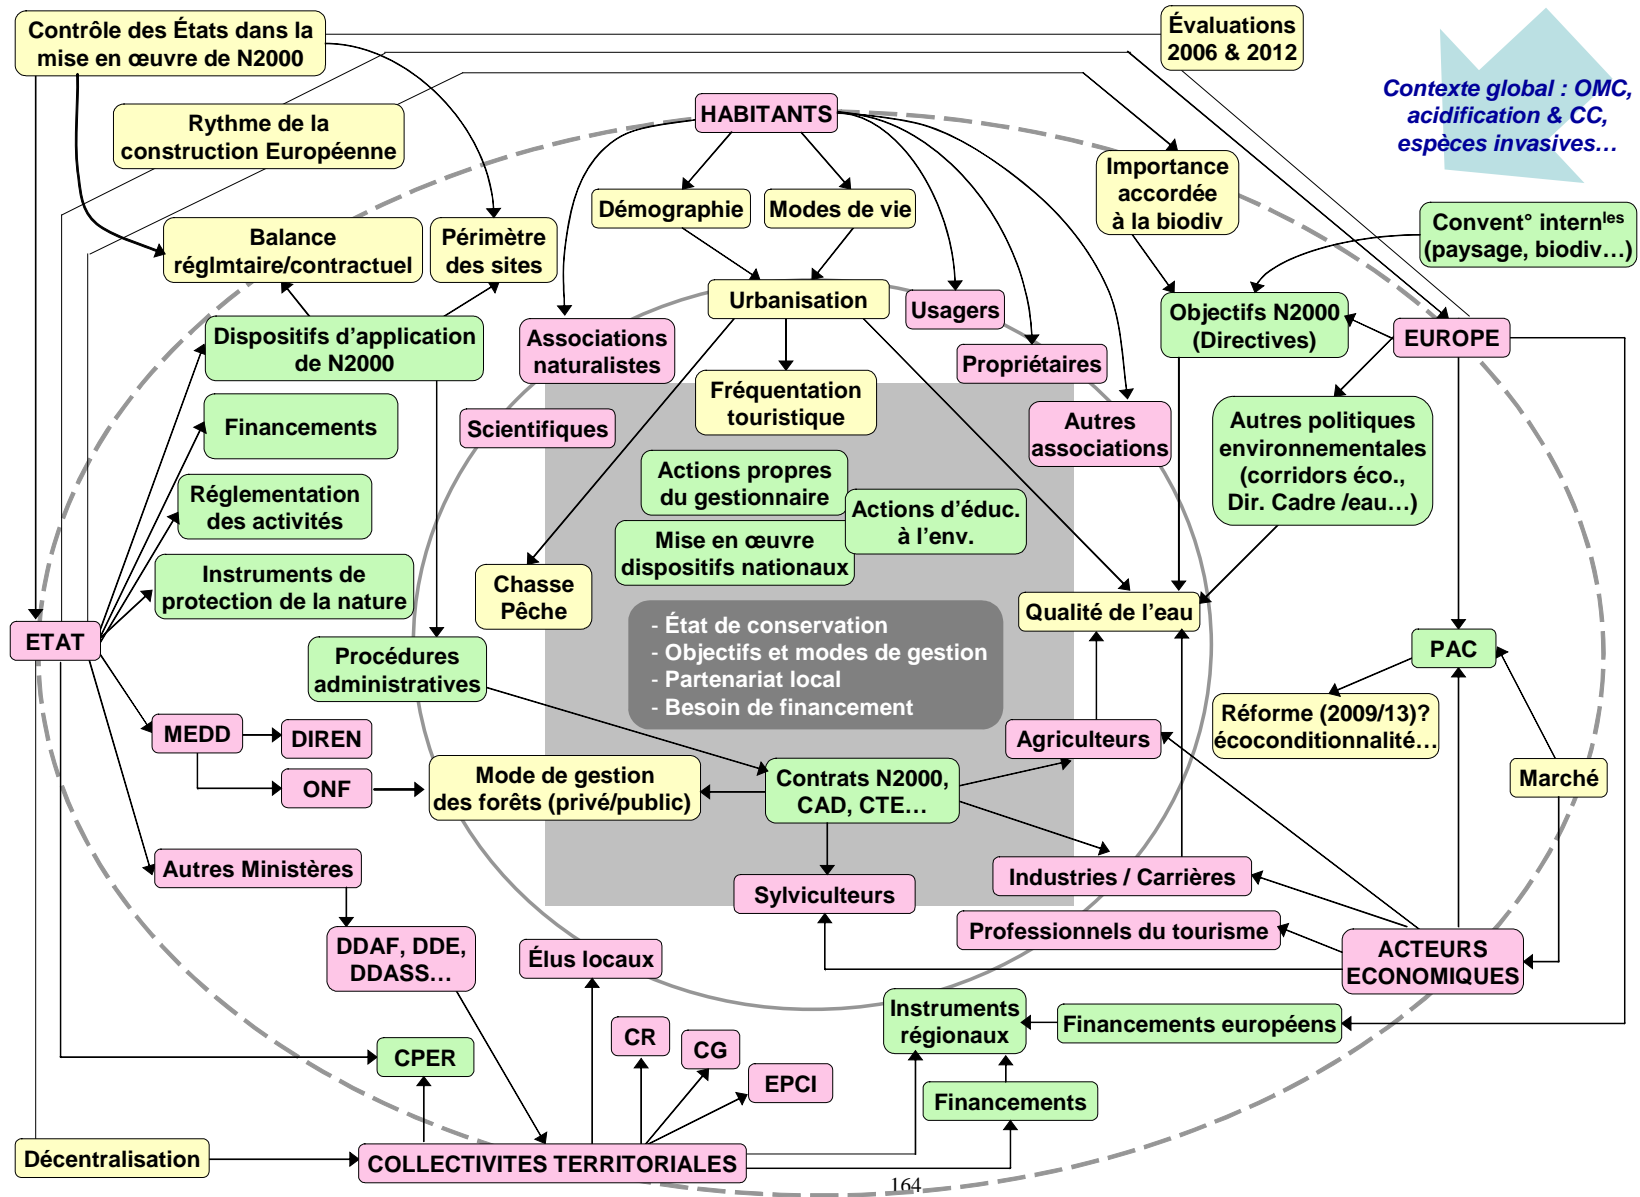 Contrôle des États dans la
mise en œuvre de N2000
Évaluations
2006 & 2012
Contexte global : OMC,
acidification & CC,
espèces invasives…
Rythme de la
construction Européenne
HABITANTS
Importance
accordée
à la biodiv
Démographie
Modes de vie
Convent° intern^les
(paysage, biodiv…)
Balance
réglmtaire/contractuel
Périmètre
des sites
Urbanisation
Usagers
Objectifs N2000
(Directives)
EUROPE
Dispositifs d’application
de N2000
Associations
naturalistes
Propriétaires
Fréquentation
touristique
Financements
Scientifiques
Autres
associations
Autres politiques
environnementales
(corridors éco.,
Dir. Cadre /eau…)
Actions propres
du gestionnaire
Réglementation
des activités
Actions d’éduc.
à l’env.
Mise en œuvre
dispositifs nationaux
Instruments de
protection de la nature
Chasse
Pêche
Qualité de l’eau
- État de conservation
- Objectifs et modes de gestion
- Partenariat local
- Besoin de financement
ETAT
Procédures
administratives
PAC
MEDD
DIREN
Agriculteurs
Réforme (2009/13)?
écoconditionnalité…
ONF
Mode de gestion
des forêts (privé/public)
Contrats N2000,
CAD, CTE…
Marché
Autres Ministères
Industries / Carrières
Sylviculteurs
Professionnels du tourisme
DDAF, DDE,
DDASS…
Élus locaux
ACTEURS
ECONOMIQUES
Instruments
régionaux
Financements européens
CR
CG
CPER
EPCI
Financements
Décentralisation
COLLECTIVITES TERRITORIALES
164